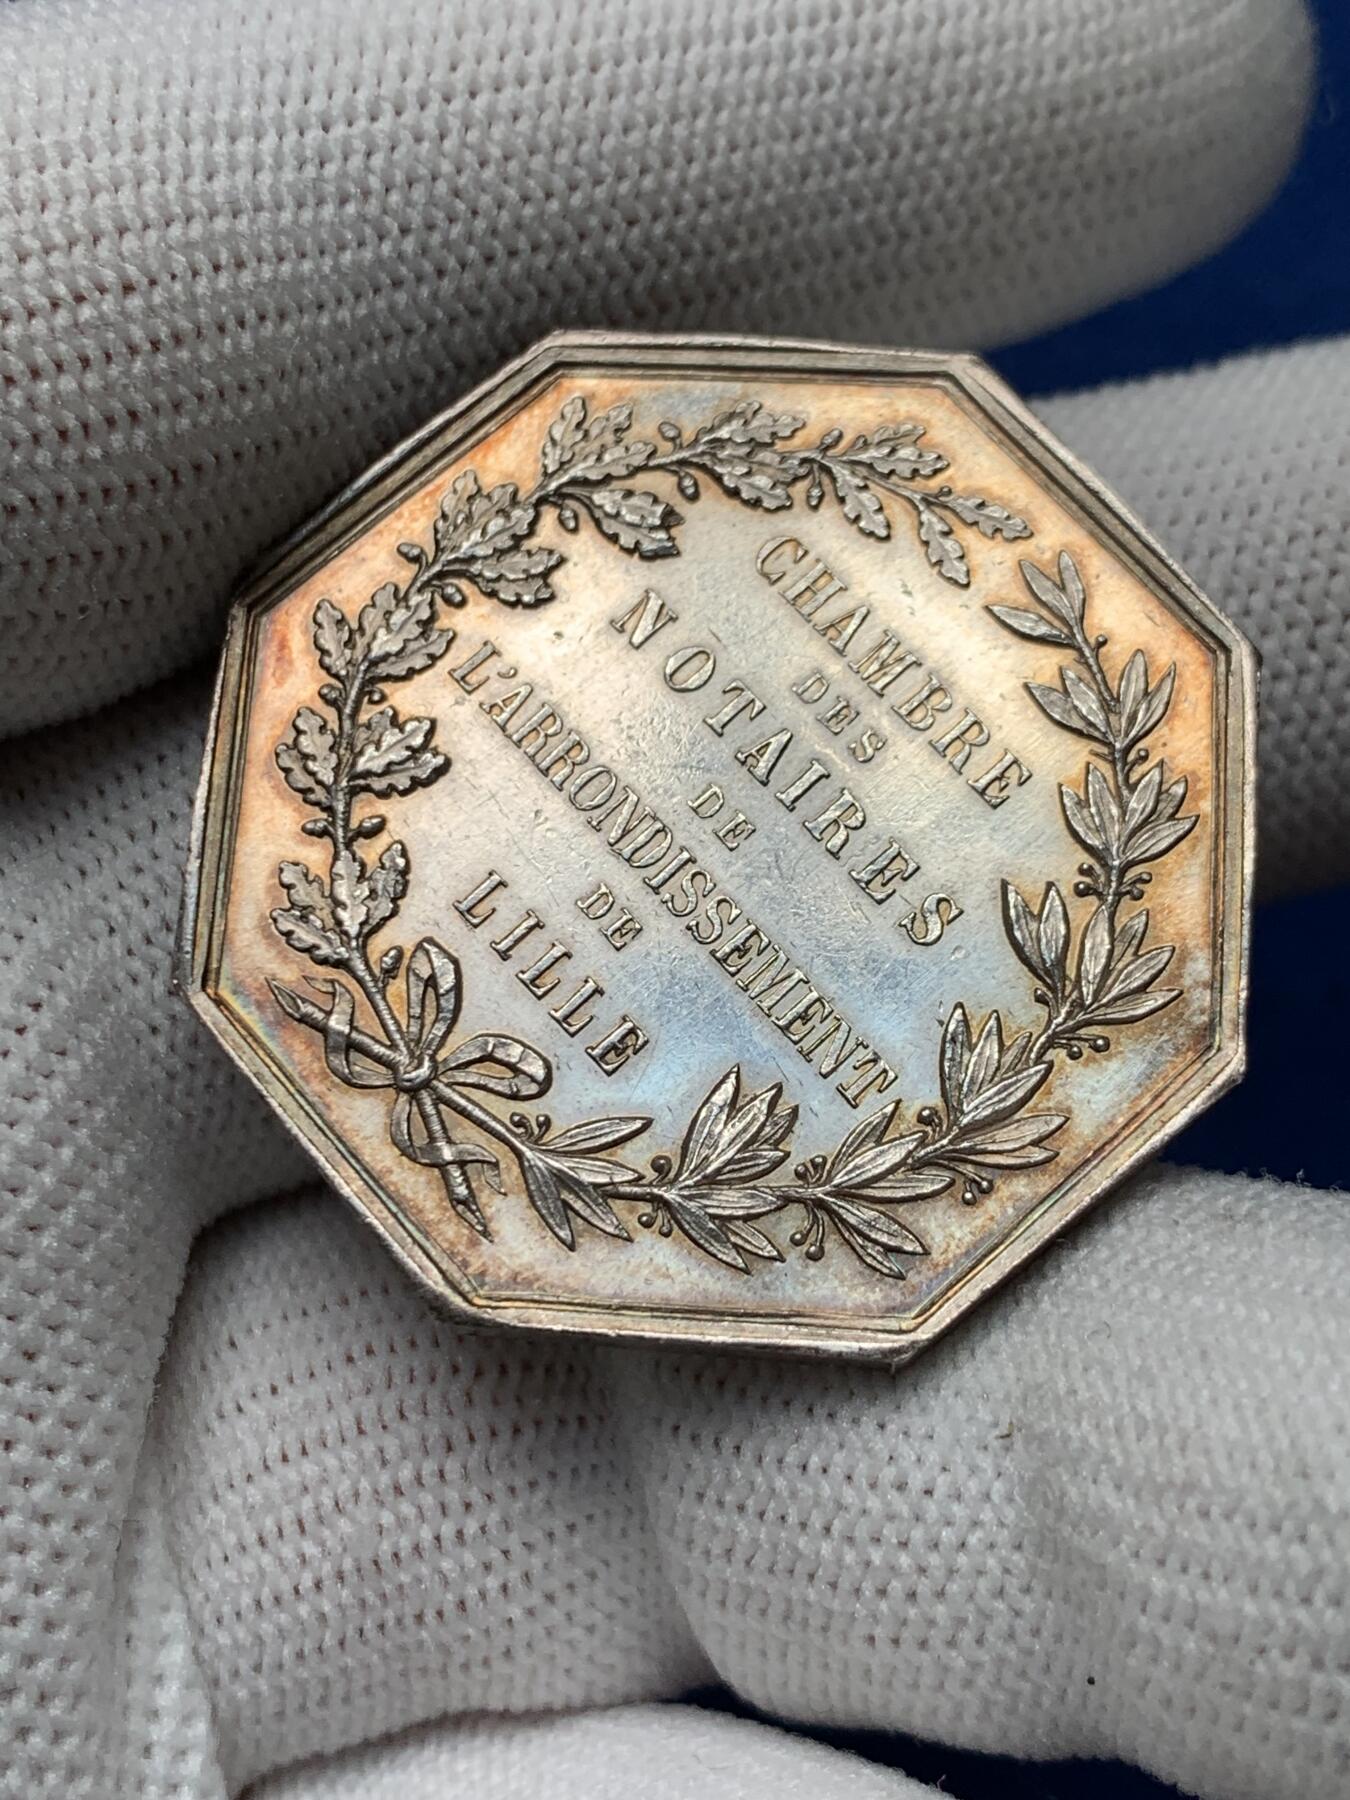 CHAMBRE
DES
NOTAIRES
DE
L'ARRONDISSEMENT
DE
LILLE